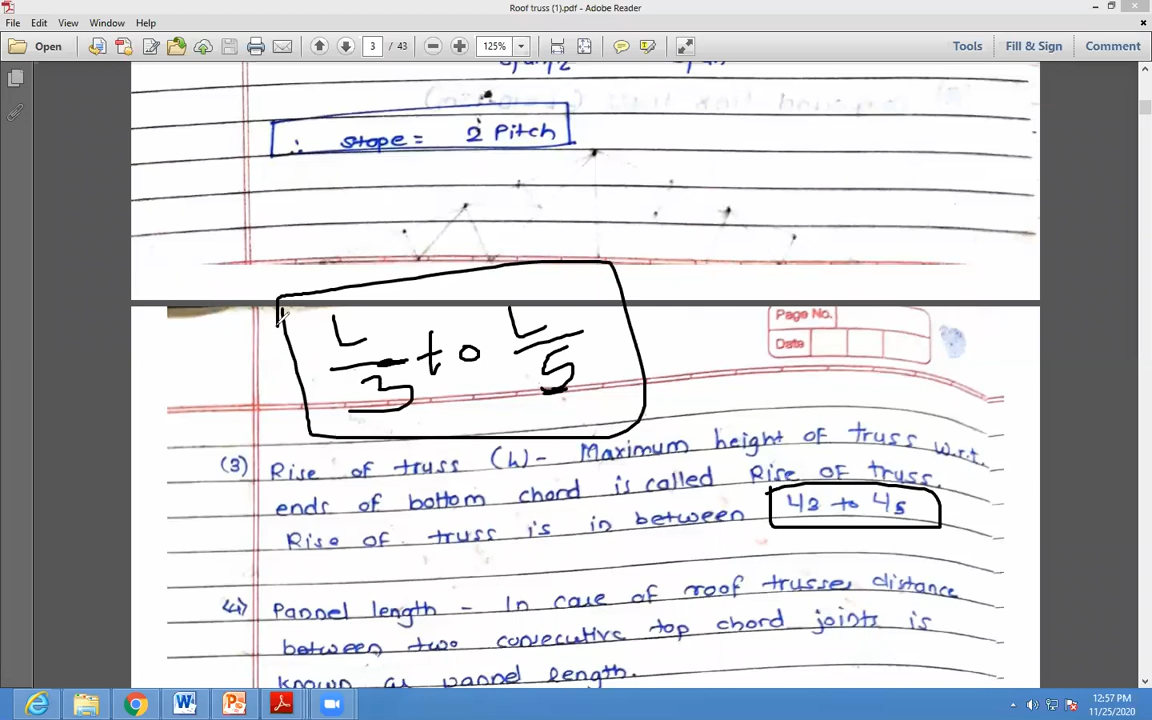 Roof truss (1).pdf - Adobe Reader
File Edit View Window Help
Open 3 / 43 125% Tools Fill & Sign Comment
∴ Slope = 2 Pitch
L/3 to L/5
Page No.
Date
(3) Rise of truss (h) - Maximum height of truss w.r.t.
ends of bottom chord is called Rise of truss.
Rise of truss is in between L/3 to L/5
(4) Pannel length - In case of roof trusses distance
between two consecutive top chord joints is
known as pannel length.
12:57 PM
11/25/2020